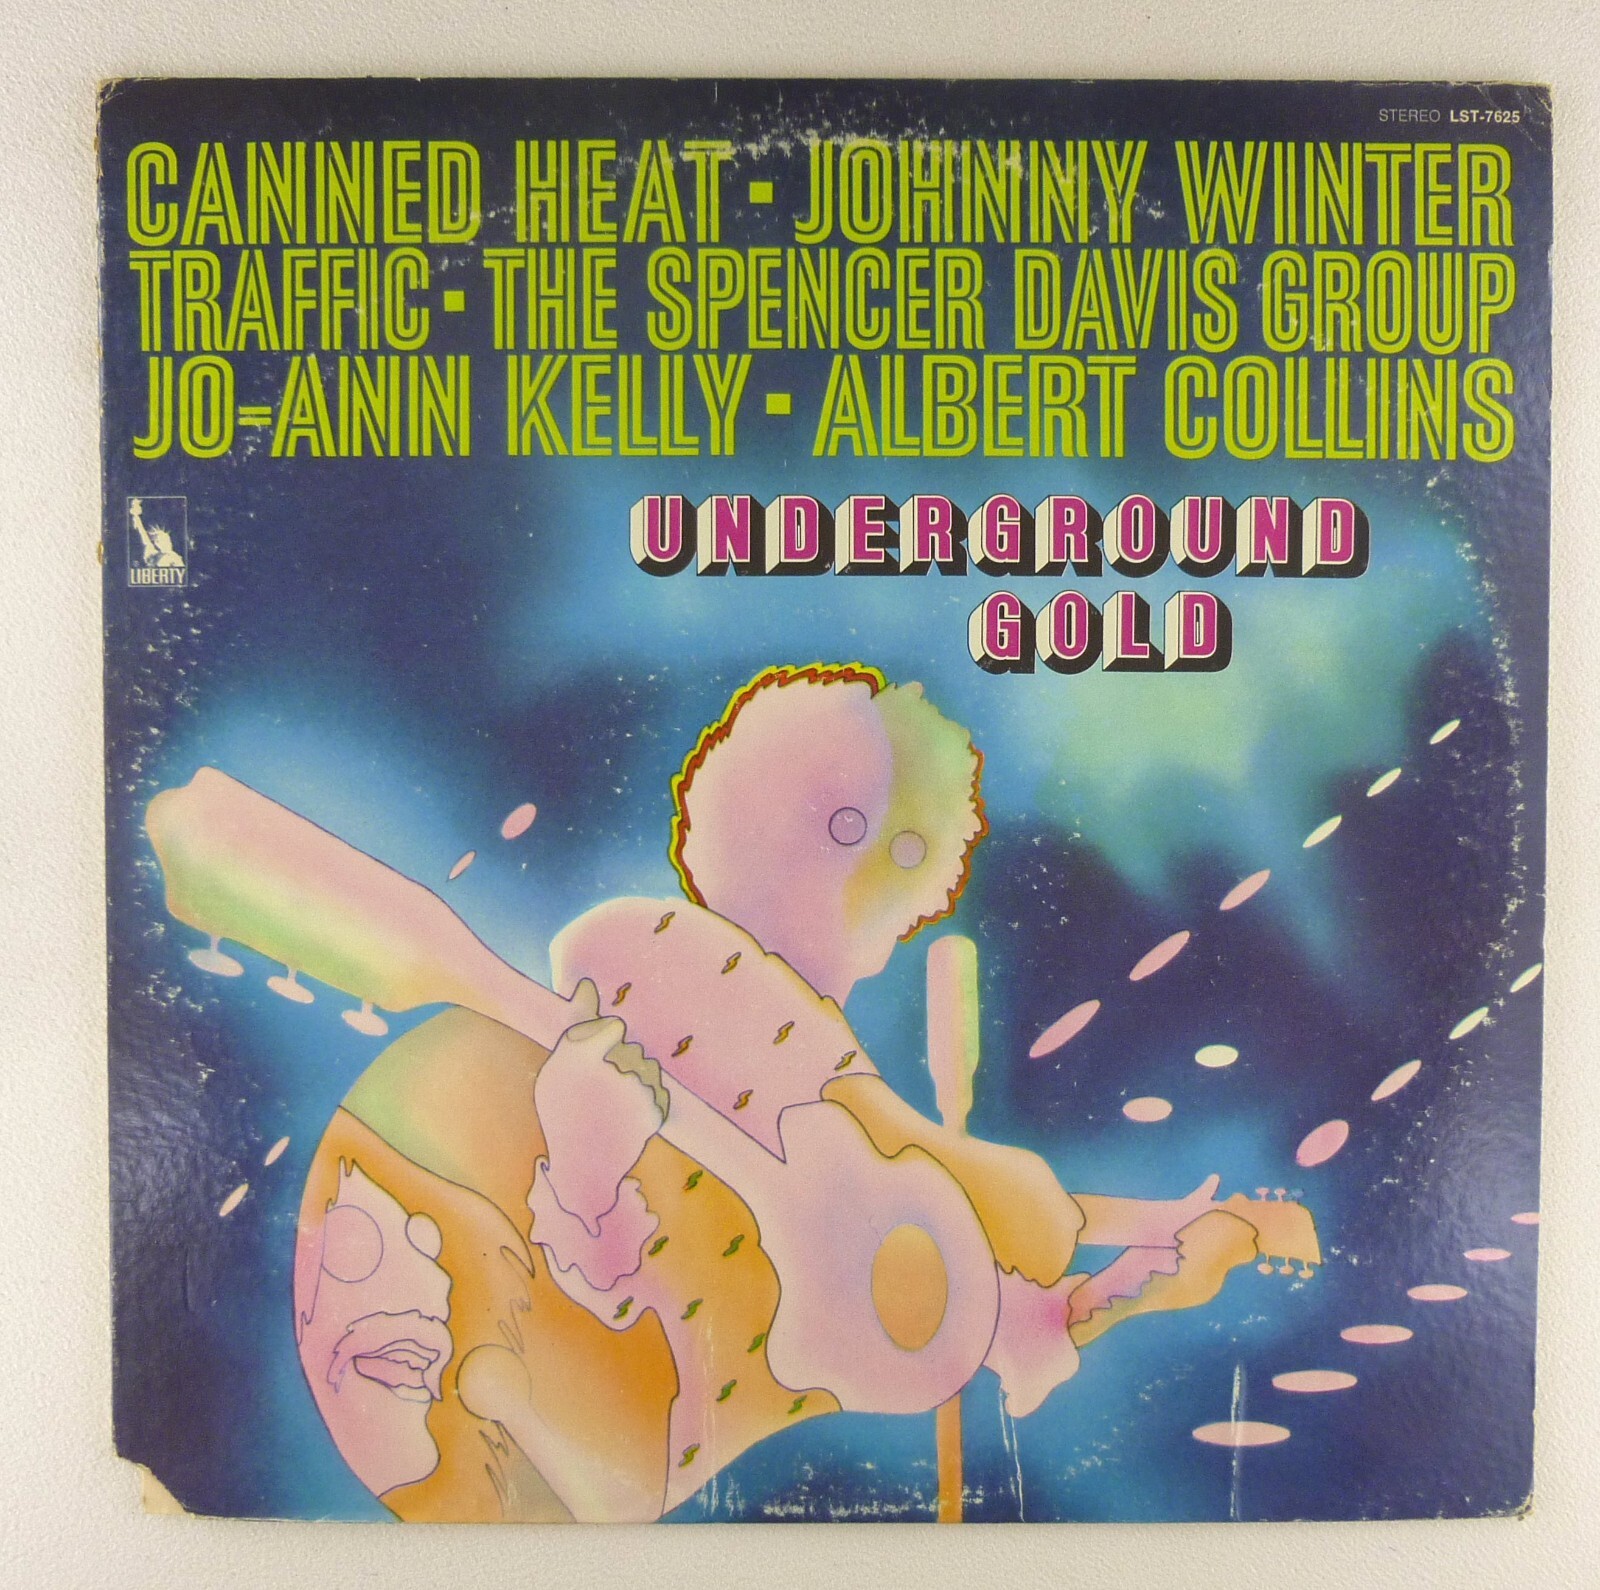 STEREO LST-7625
CANNED HEAT · JOHNNY WINTER
TRAFFIC · THE SPENCER DAVIS GROUP
JO-ANN KELLY · ALBERT COLLINS
UNDERGROUND
GOLD
LIBERTY